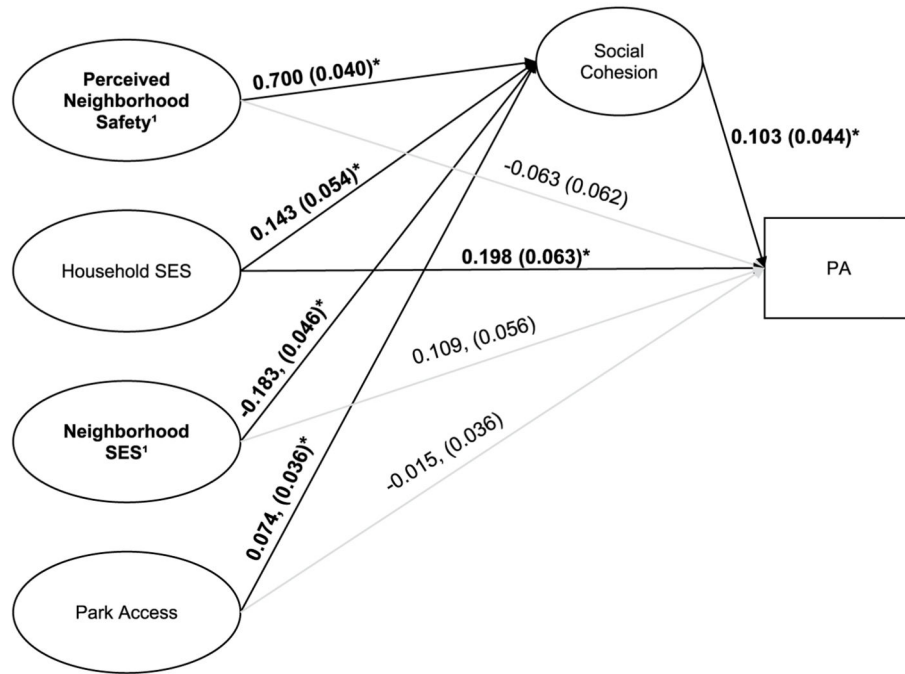 Social
Cohesion
Perceived
Neighborhood
Safety¹
0.700 (0.040)*
0.103 (0.044)*
-0.063 (0.062)
0.143 (0.054)*
Household SES
0.198 (0.063)*
PA
-0.183, (0.046)*
0.109, (0.056)
Neighborhood
SES¹
-0.015, (0.036)
0.074, (0.036)*
Park Access